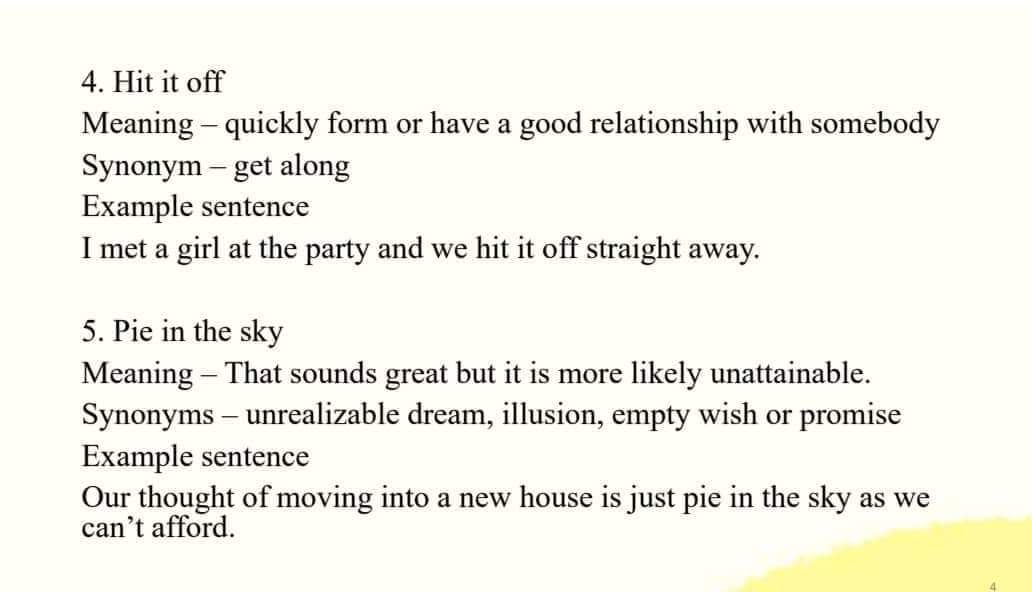 4. Hit it off
Meaning – quickly form or have a good relationship with somebody
Synonym – get along
Example sentence
I met a girl at the party and we hit it off straight away.
5. Pie in the sky
Meaning – That sounds great but it is more likely unattainable.
Synonyms – unrealizable dream, illusion, empty wish or promise
Example sentence
Our thought of moving into a new house is just pie in the sky as we
can’t afford.
4